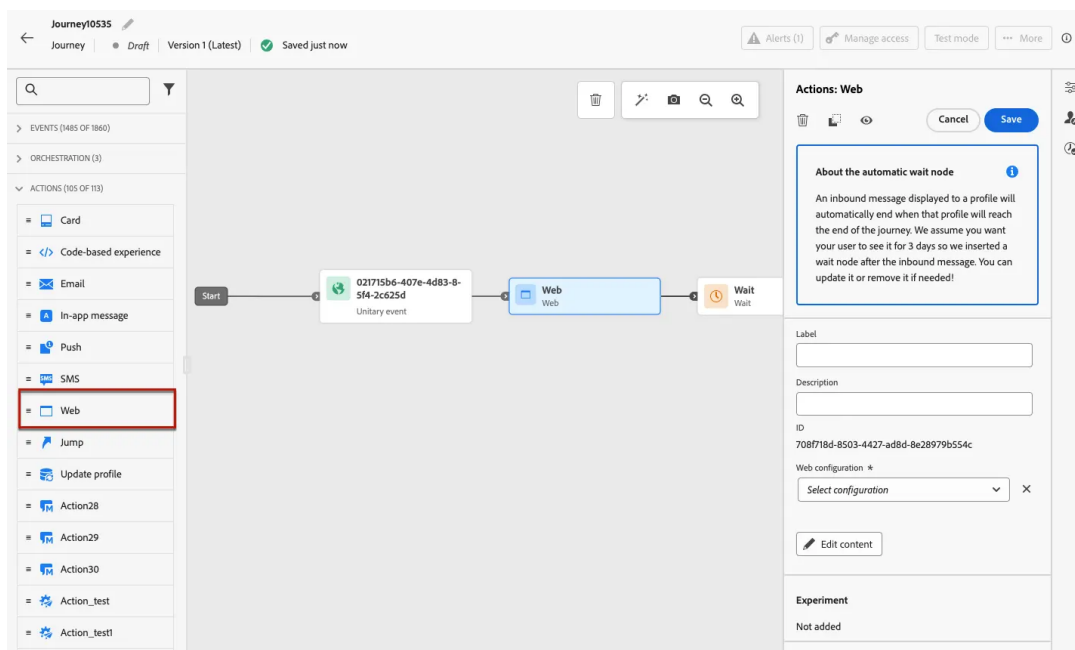 Journey10535
Journey
Draft
Version 1 (Latest)
Saved just now
Alerts (1)
Manage access
Test mode
More
EVENTS (1485 OF 1860)
ORCHESTRATION (3)
ACTIONS (105 OF 113)
Card
Code-based experience
Email
In-app message
Push
SMS
Web
Jump
Update profile
Action28
Action29
Action30
Action_test
Action_test1
Start
021715b6-407e-4d83-8-
5f4-2c625d
Unitary event
Web
Web
Wait
Wait
Actions: Web
Cancel
Save
About the automatic wait node
An inbound message displayed to a profile will
automatically end when that profile will reach
the end of the journey. We assume you want
your user to see it for 3 days so we inserted a
wait node after the inbound message. You can
update it or remove it if needed!
Label
Description
ID
708f718d-8503-4427-ad8d-8e28979b554c
Web configuration *
Select configuration
Edit content
Experiment
Not added